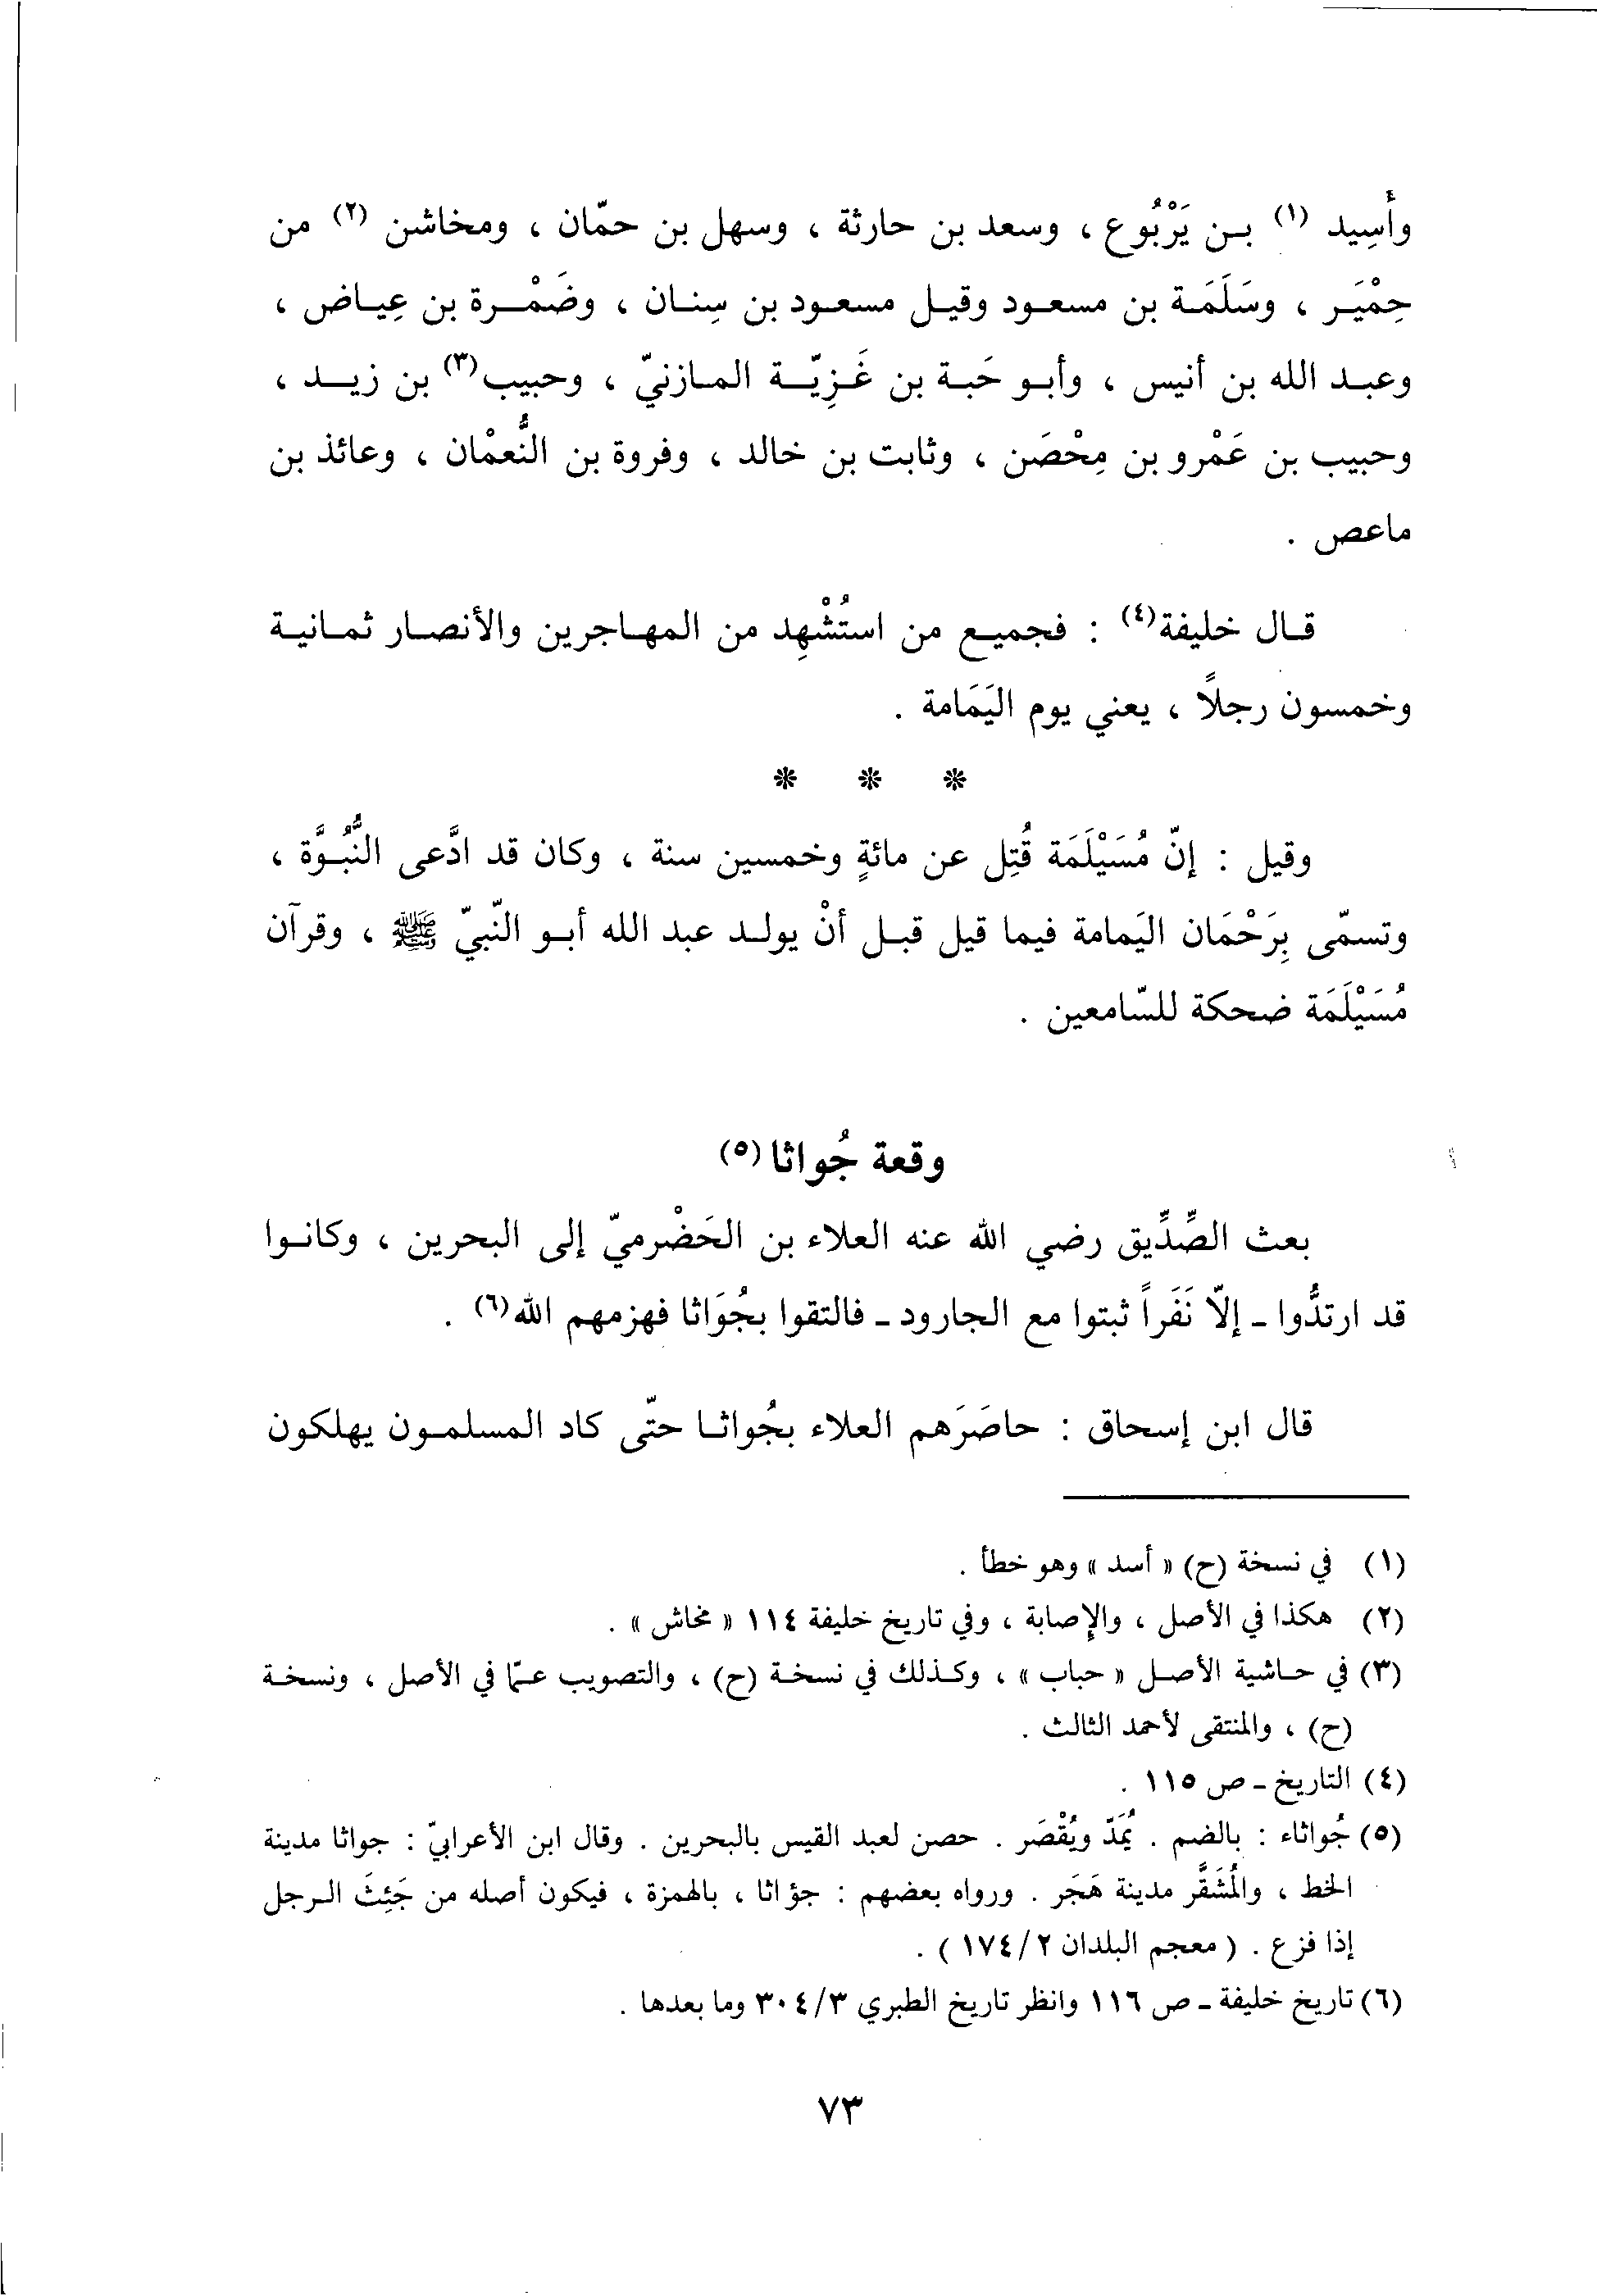 وأَسِيد (١) بن يَرْبُوع ، وسعد بن حارثة ، وسهل بن حمّان ، ومخاشن (٢) من
حِمْيَر ، وسَلَمَة بن مسعود وقيل مسعود بن سِنان ، وضَمْرة بن عِياض ،
وعبد الله بن أنيس ، وأبو حَبة بن غَزِيّة المازنيّ ، وحبيب(٣) بن زيد ،
وحبيب بن عَمْرو بن مِحْصَن ، وثابت بن خالد ، وفروة بن النُّعمْان ، وعائذ بن
ماعص .
قال خليفة(٤) : فجميع من استُشْهِد من المهاجرين والأنصار ثمانية
وخمسون رجلاً ، يعني يوم اليَمَامة .
* * *
وقيل : إنّ مُسَيْلَمَة قُتِل عن مائةٍ وخمسين سنة ، وكان قد ادَّعى النُّبُوَّة ،
وتسمّى بِرَحْمَان اليَمامة فيما قيل قبل أنْ يولد عبد الله أبو النّبيّ ﷺ ، وقرآن
مُسَيْلَمَة ضحكة للسّامعين .
وقعة جُواثا (٥)
بعث الصِّدِّيق رضي الله عنه العلاء بن الحَضْرميّ إلى البحرين ، وكانوا
قد ارتدُّوا ـ إلاّ نَفَراً ثبتوا مع الجارود ـ فالتقوا بجُوَاثا فهزمهم الله(٦) .
قال ابن إسحاق : حاصَرَهم العلاء بجُواثا حتّى كاد المسلمون يهلكون
(١) في نسخة (ح) « أسد » وهو خطأ .
(٢) هكذا في الأصل ، والإصابة ، وفي تاريخ خليفة ١١٤ « مخاش » .
(٣) في حاشية الأصل « حباب » ، وكذلك في نسخة (ح) ، والتصويب عمّا في الأصل ، ونسخة
(ح) ، والمنتقى لأحمد الثالث .
(٤) التاريخ ـ ص ١١٥ .
(٥) جُواثاء : بالضم . يُمَدّ ويُقْصَر . حصن لعبد القيس بالبحرين . وقال ابن الأعرابيّ : جواثا مدينة
الخط ، والمُشَقَّر مدينة هَجَر . ورواه بعضهم : جؤاثا ، بالهمزة ، فيكون أصله من جَئِثَ الرجل
إذا فزع . ( معجم البلدان ٢/ ١٧٤ ) .
(٦) تاريخ خليفة ـ ص ١١٦ وانظر تاريخ الطبري ٣٠٤/٣ وما بعدها .
٧٣